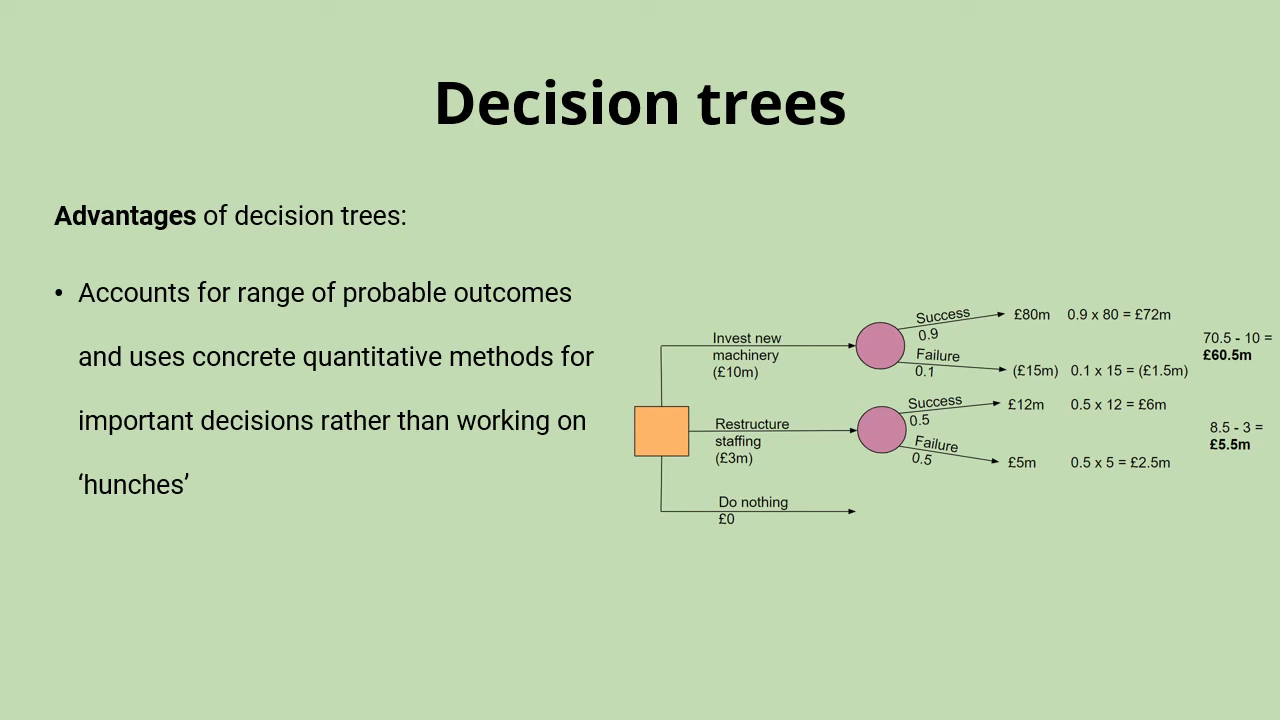 Decision trees
Advantages of decision trees:
• Accounts for range of probable outcomes
and uses concrete quantitative methods for
important decisions rather than working on
‘hunches’
Invest new
machinery
(£10m)
Success
0.9
£80m 0.9 x 80 = £72m
Failure
0.1
(£15m) 0.1 x 15 = (£1.5m)
70.5 - 10 =
£60.5m
Restructure
staffing
(£3m)
Success
0.5
£12m 0.5 x 12 = £6m
Failure
0.5
£5m 0.5 x 5 = £2.5m
8.5 - 3 =
£5.5m
Do nothing
£0